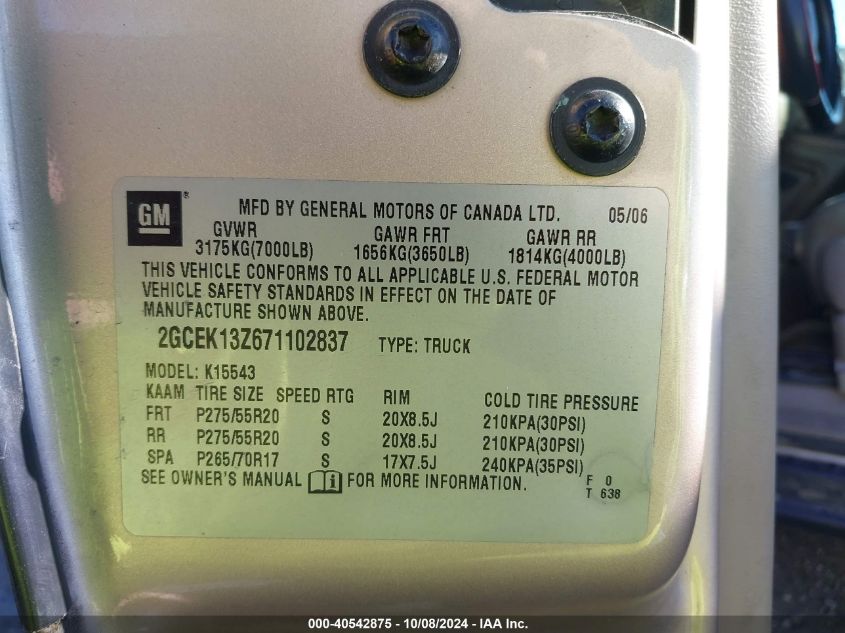 GM ®
MFD BY GENERAL MOTORS OF CANADA LTD. 05/06
GVWR GAWR FRT GAWR RR
3175KG(7000LB) 1656KG(3650LB) 1814KG(4000LB)
THIS VEHICLE CONFORMS TO ALL APPLICABLE U.S. FEDERAL MOTOR
VEHICLE SAFETY STANDARDS IN EFFECT ON THE DATE OF
MANUFACTURE SHOWN ABOVE.
2GCEK13Z671102837 TYPE: TRUCK
MODEL: K15543
KAAM TIRE SIZE SPEED RTG RIM COLD TIRE PRESSURE
FRT P275/55R20 S 20X8.5J 210KPA(30PSI)
RR P275/55R20 S 20X8.5J 210KPA(30PSI)
SPA P265/70R17 S 17X7.5J 240KPA(35PSI)
SEE OWNER'S MANUAL FOR MORE INFORMATION. F 0
T 638
000-40542875 - 10/08/2024 - IAA Inc.